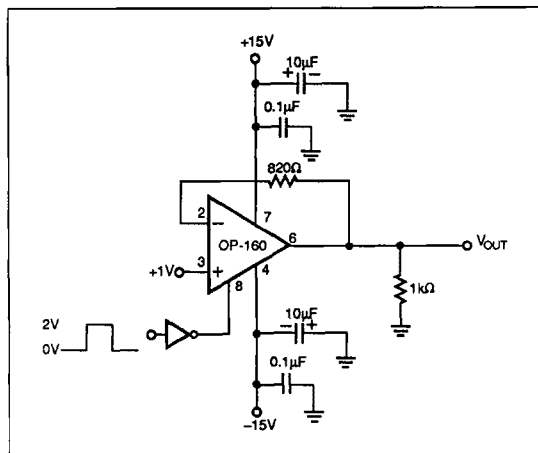 +15V
10µF
+ −
0.1µF
820Ω
2
−
7
OP-160
6
VOUT
+1V
3
+
4
8
1kΩ
2V
0V
10µF
− +
0.1µF
−15V